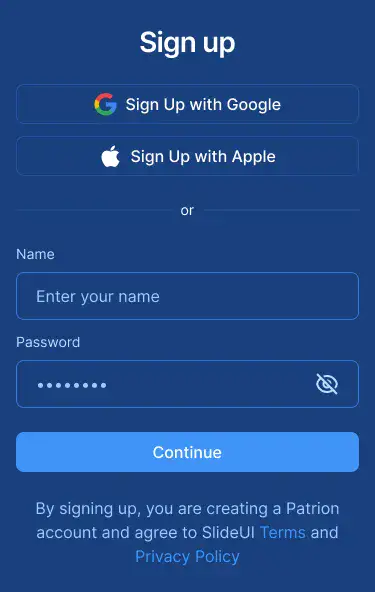 Sign up
Sign Up with Google
Sign Up with Apple
or
Name
Enter your name
Password
••••••••
Continue
By signing up, you are creating a Patrion
account and agree to SlideUI Terms and
Privacy Policy